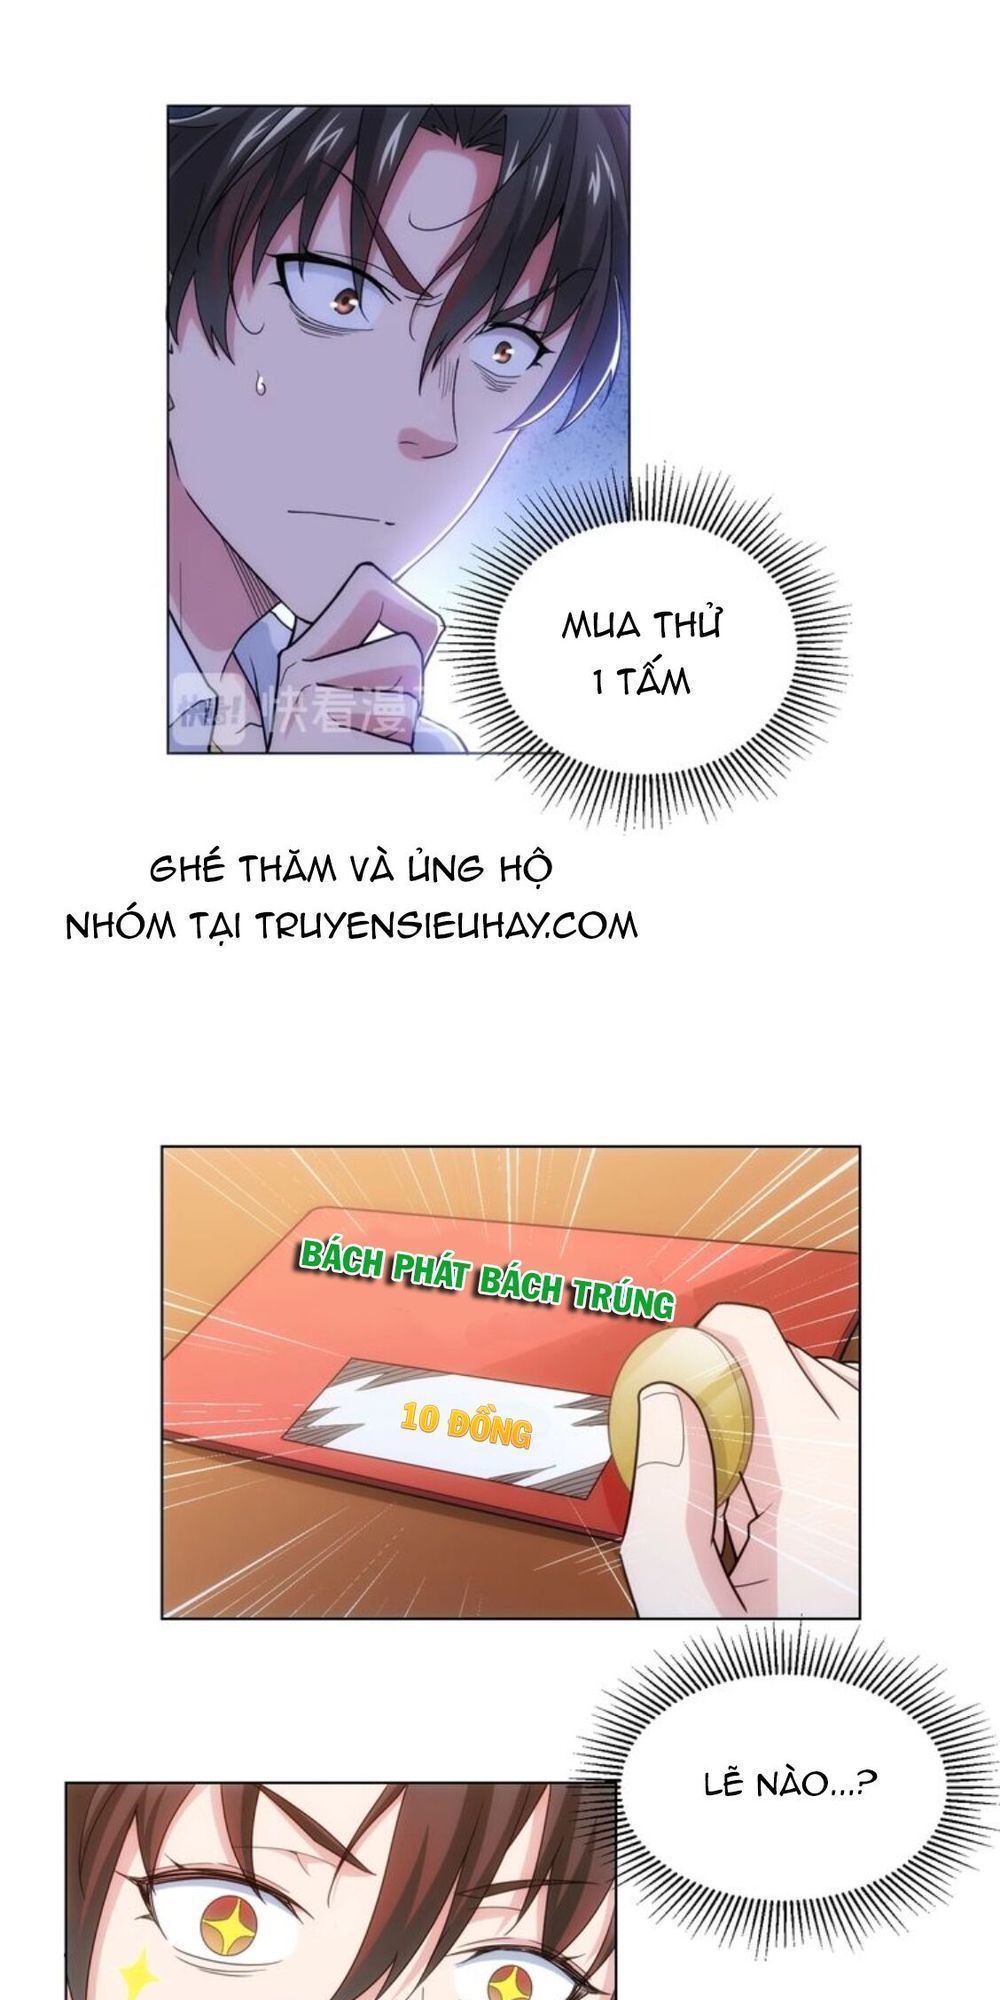 MUA THỬ
1 TẤM
快看漫
GHÉ THĂM VÀ ỦNG HỘ
NHÓM TẠI TRUYENSIEUHAY.COM
BÁCH PHÁT BÁCH TRÚNG
10 ĐỒNG
LẼ NÀO...?